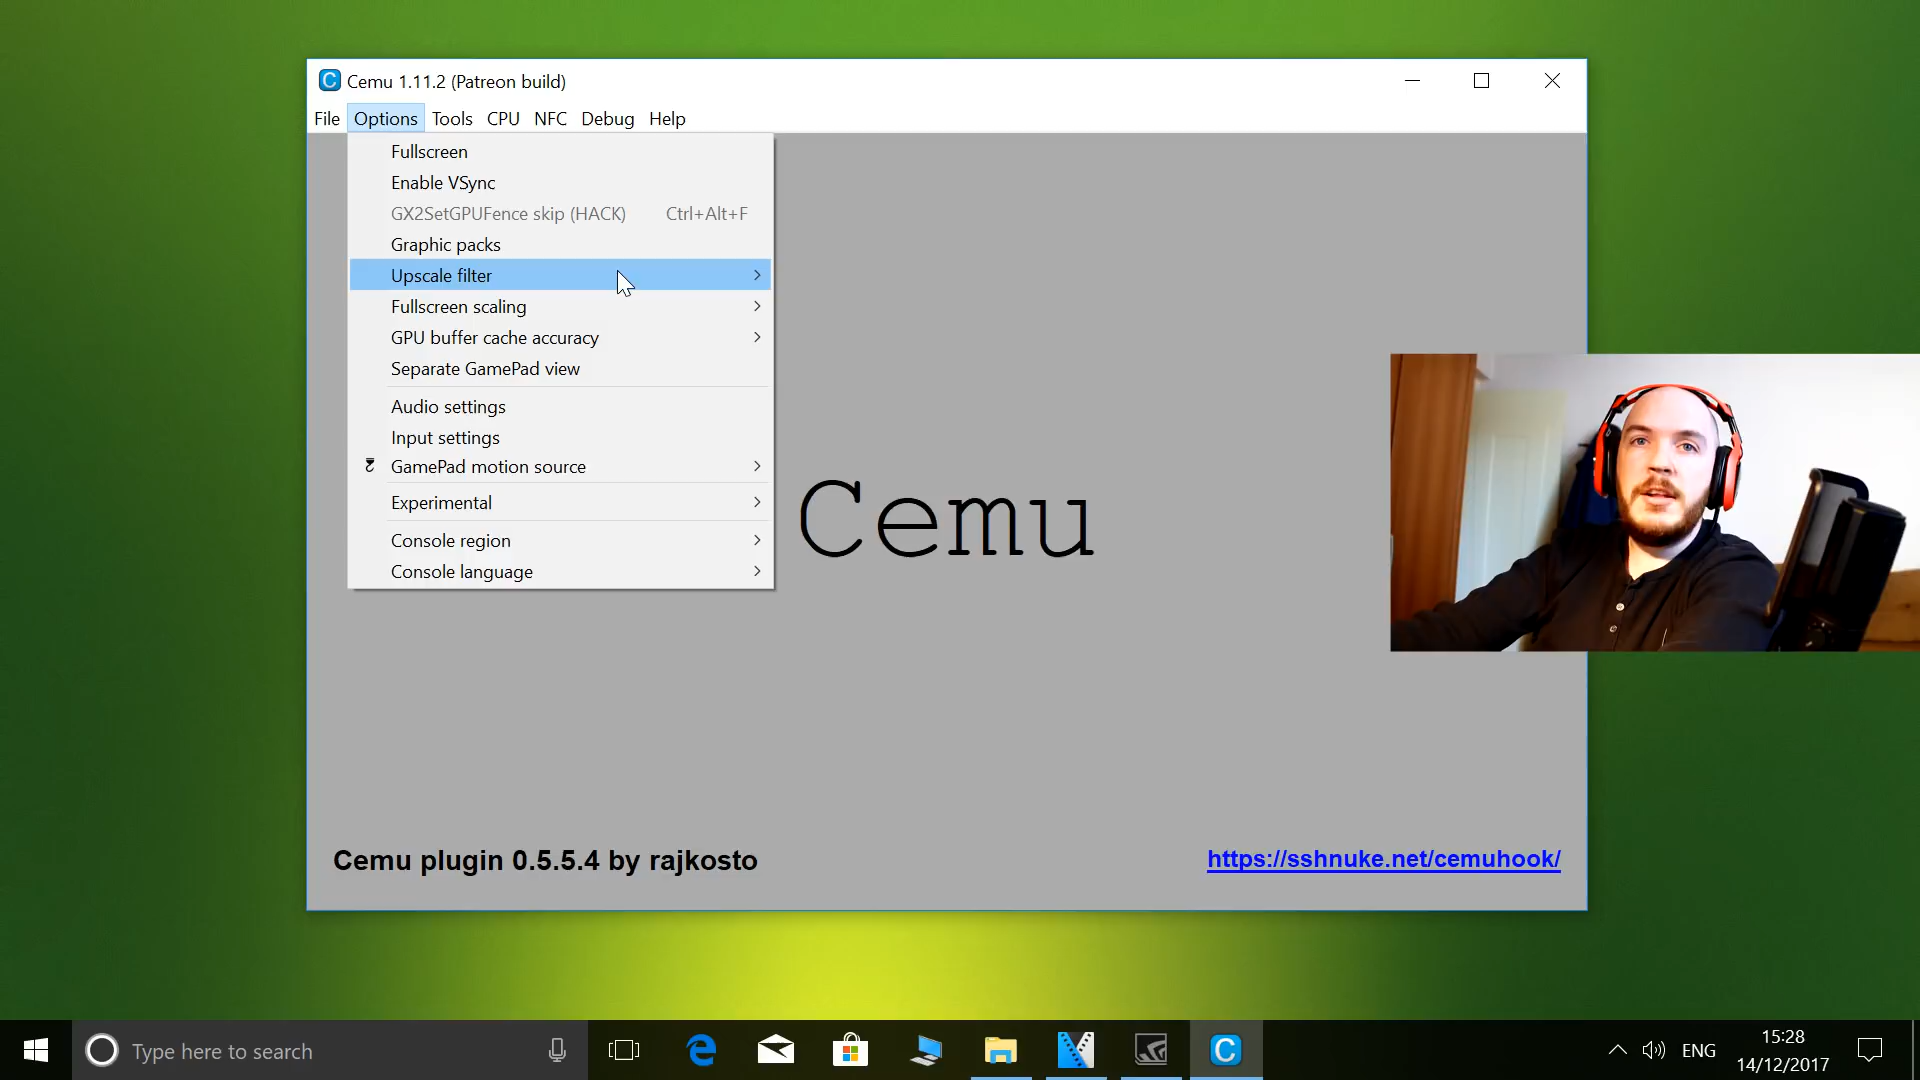 Cemu 1.11.2 (Patreon build)
File Options Tools CPU NFC Debug Help
Fullscreen
Enable VSync
GX2SetGPUFence skip (HACK) Ctrl+Alt+F
Graphic packs
Upscale filter
Fullscreen scaling
GPU buffer cache accuracy
Separate GamePad view
Audio settings
Input settings
GamePad motion source
Experimental
Console region
Console language
Cemu
Cemu plugin 0.5.5.4 by rajkosto
https://sshnuke.net/cemuhook/
Type here to search
ENG
15:28
14/12/2017